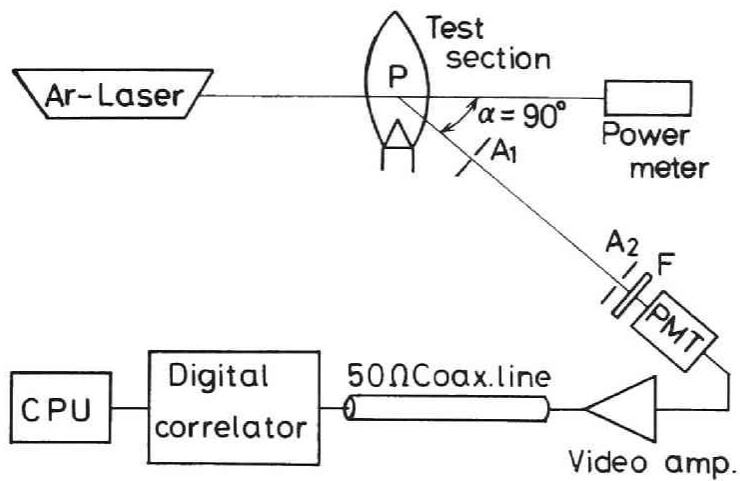 Test
section
P
Ar-Laser
α = 90°
A1
Power
meter
A2
F
PMT
50ΩCoax.line
Digital
correlator
CPU
Video amp.